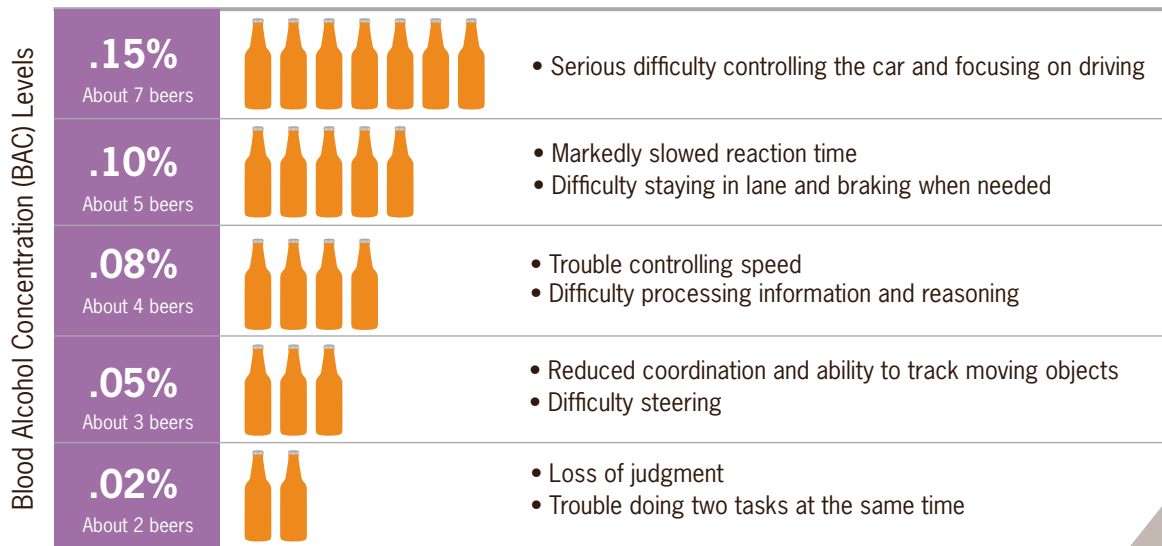 Blood Alcohol Concentration (BAC) Levels
.15%
About 7 beers
• Serious difficulty controlling the car and focusing on driving
.10%
About 5 beers
• Markedly slowed reaction time
• Difficulty staying in lane and braking when needed
.08%
About 4 beers
• Trouble controlling speed
• Difficulty processing information and reasoning
.05%
About 3 beers
• Reduced coordination and ability to track moving objects
• Difficulty steering
.02%
About 2 beers
• Loss of judgment
• Trouble doing two tasks at the same time